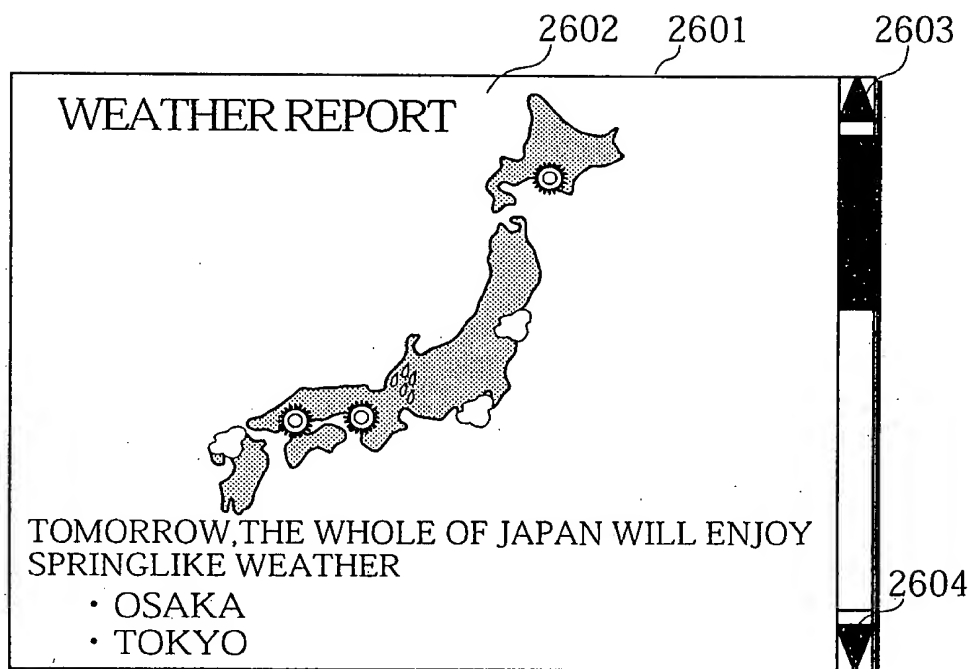 2602 2601 2603
WEATHER REPORT
TOMORROW,THE WHOLE OF JAPAN WILL ENJOY
SPRINGLIKE WEATHER
2604
· OSAKA
· TOKYO